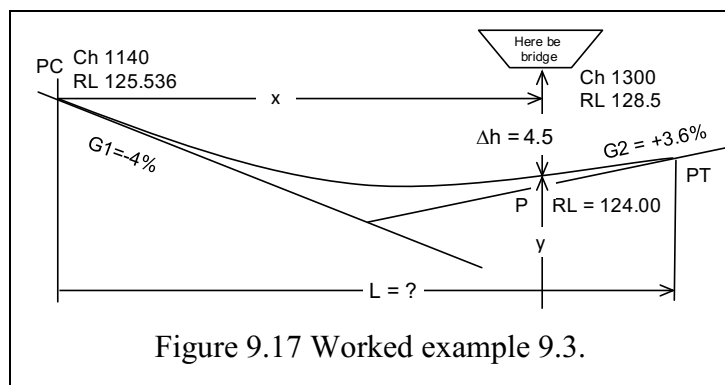 PC
Ch 1140
RL 125.536
Here be
bridge
Ch 1300
RL 128.5
x
G1=-4%
Δh = 4.5
G2 = +3.6%
P
RL = 124.00
PT
y
L = ?
Figure 9.17 Worked example 9.3.